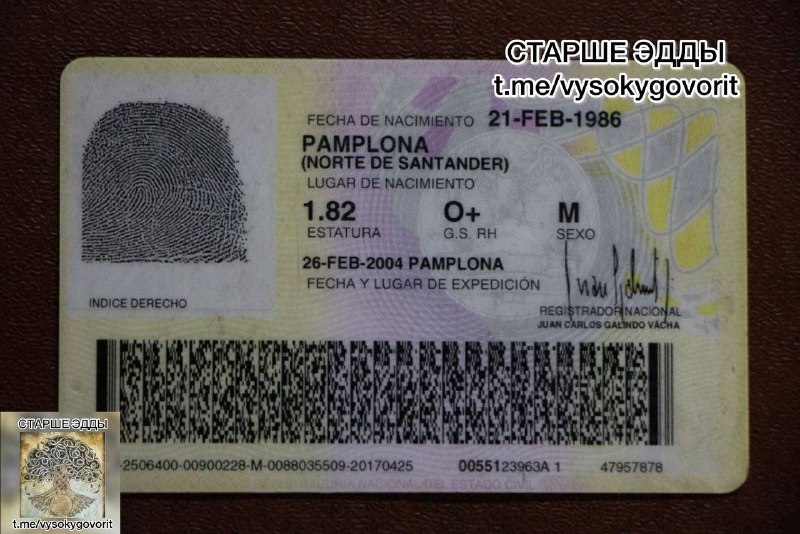 СТАРШЕ ЭДДЫ
t.me/vysokygovorit
FECHA DE NACIMIENTO 21-FEB-1986
PAMPLONA
(NORTE DE SANTANDER)
LUGAR DE NACIMIENTO
1.82 O+ M
ESTATURA G.S. RH SEXO
26-FEB-2004 PAMPLONA
FECHA Y LUGAR DE EXPEDICIÓN
INDICE DERECHO
REGISTRADOR NACIONAL
JUAN CARLOS GALINDO VÁCHA
-2506400-00900228-M-0088035509-20170425 0055123963A 1 47957878
REGISTRADURIA NACIONAL DEL ESTADO CIVIL
СТАРШЕ ЭДДЫ
t.me/vysokygovorit